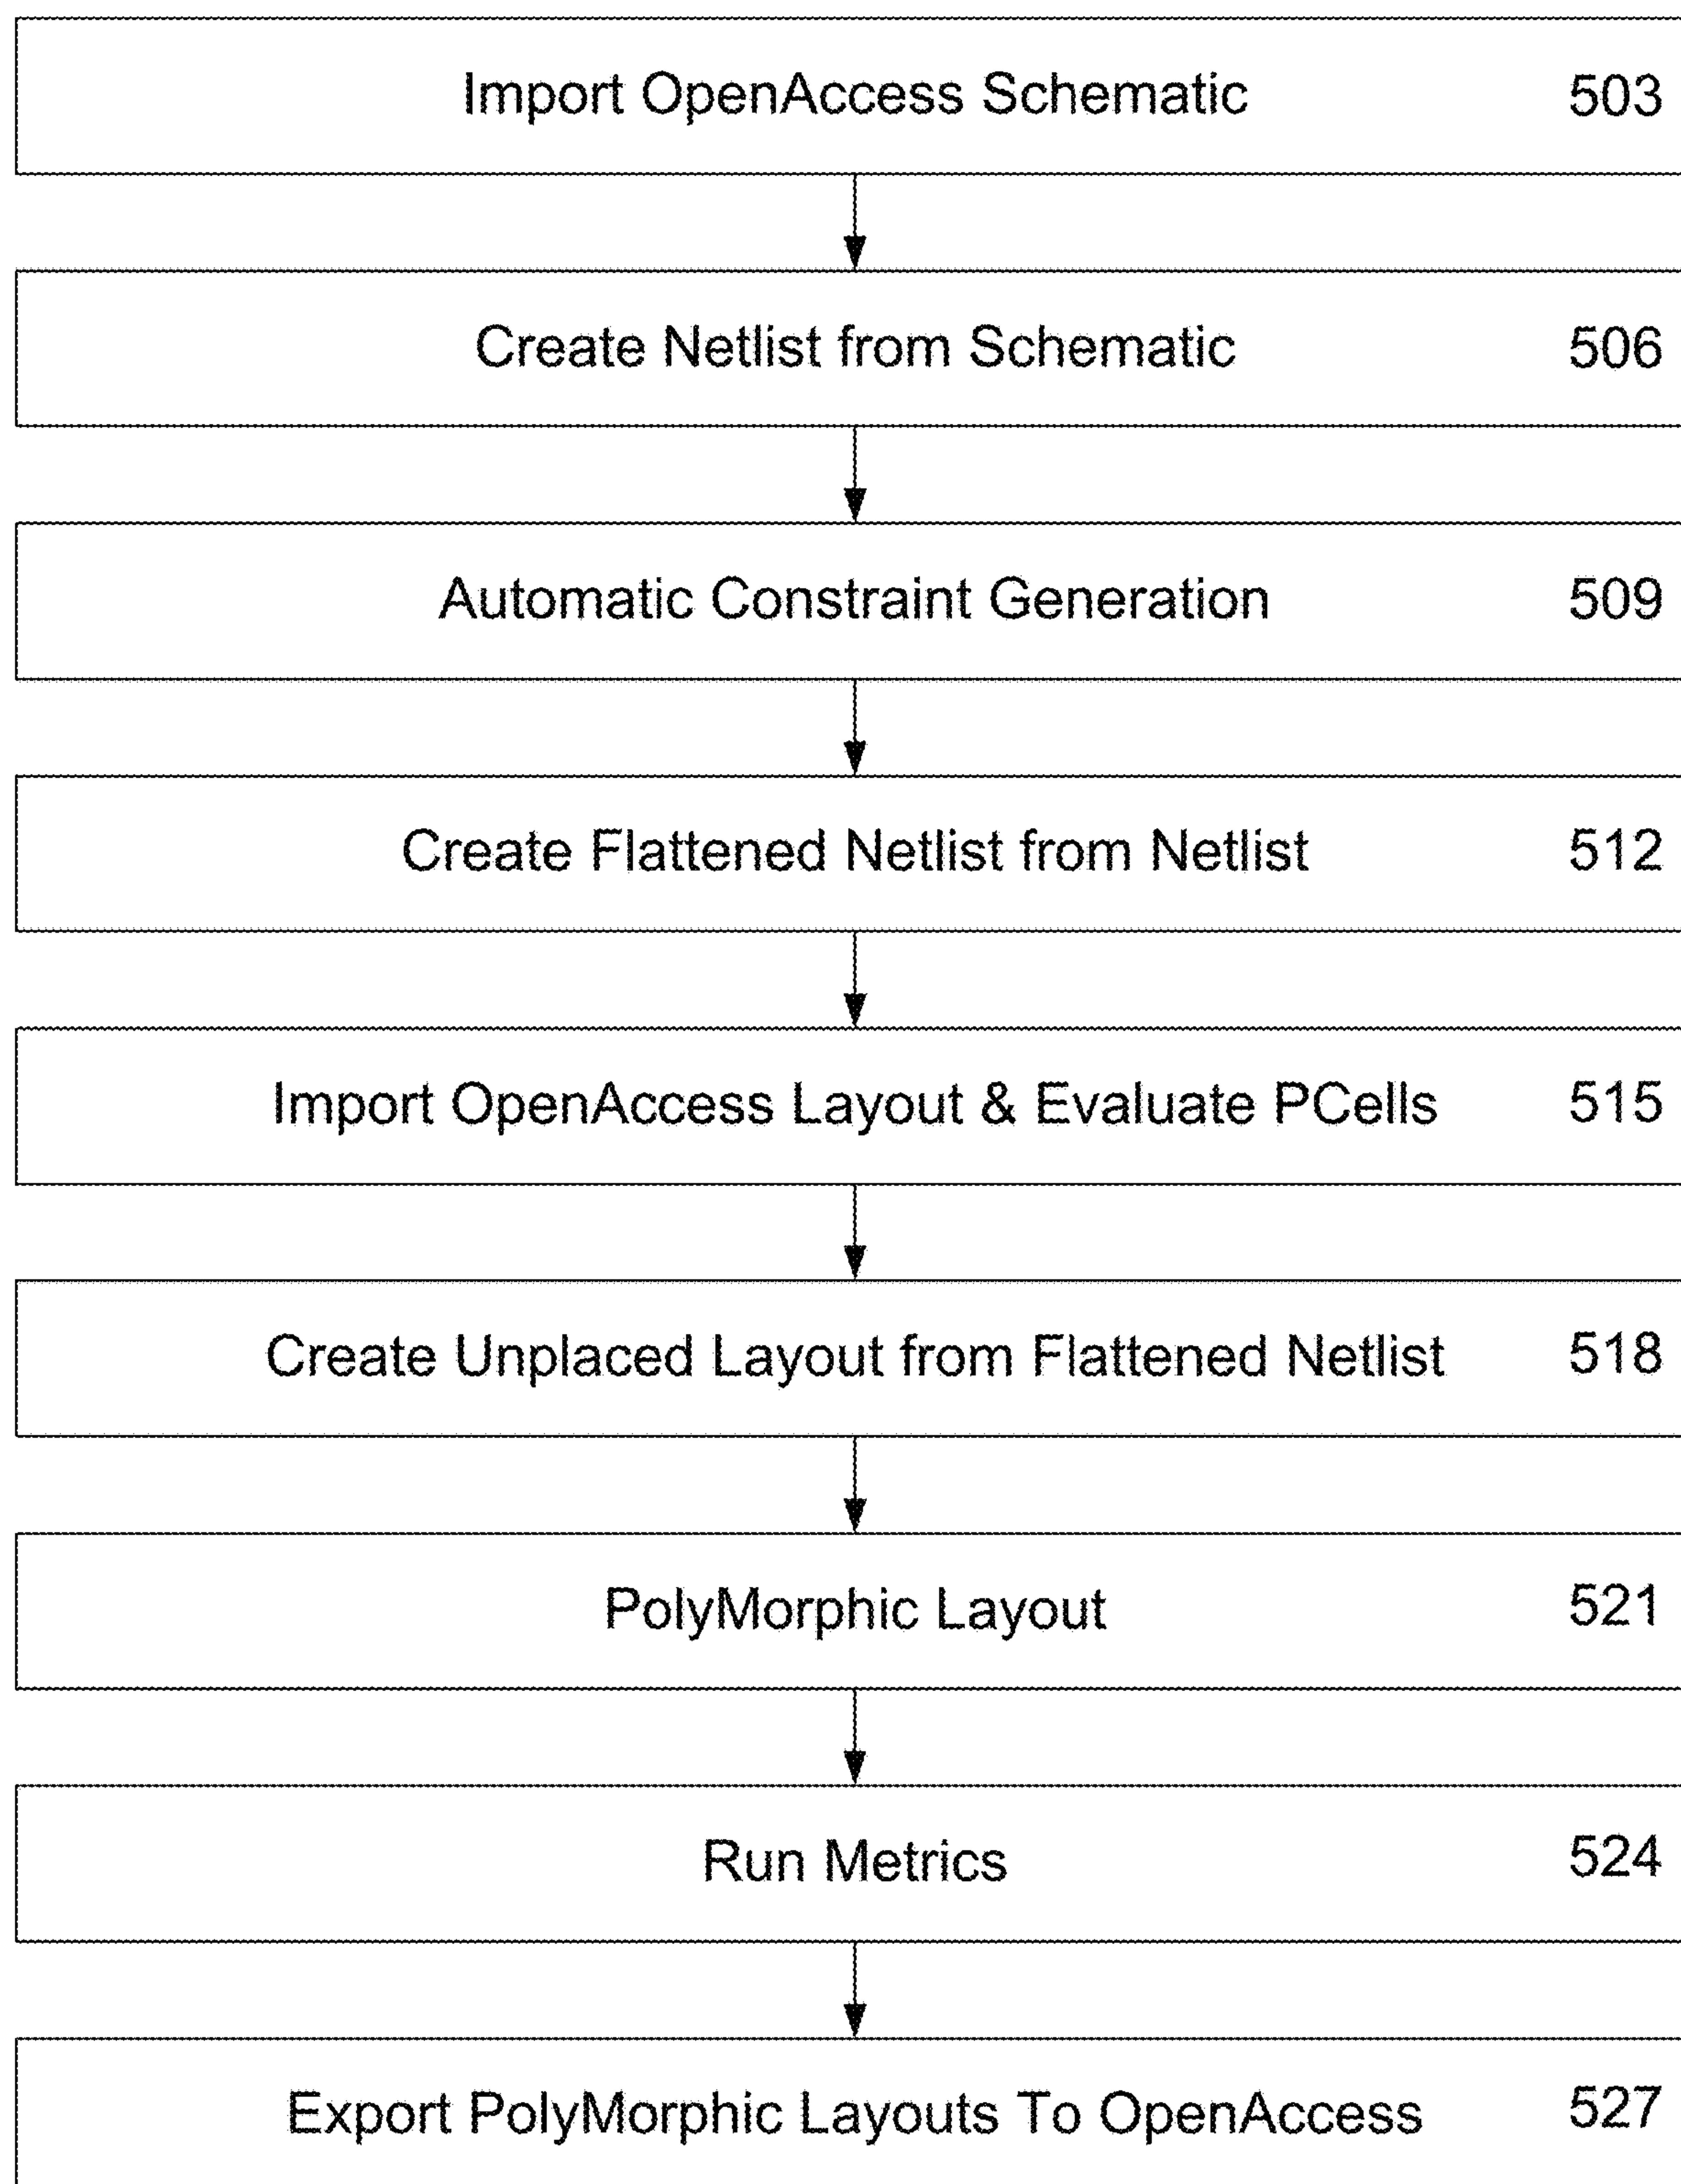 Import OpenAccess Schematic 503
Create Netlist from Schematic 506
Automatic Constraint Generation 509
Create Flattened Netlist from Netlist 512
Import OpenAccess Layout & Evaluate PCells 515
Create Unplaced Layout from Flattened Netlist 518
PolyMorphic Layout 521
Run Metrics 524
Export PolyMorphic Layouts To OpenAccess 527